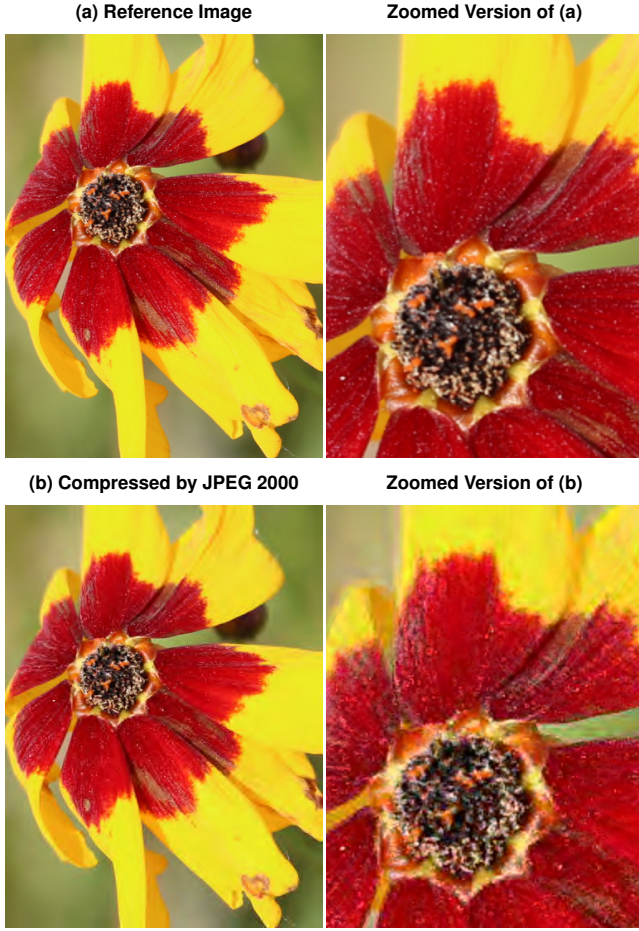 (a) Reference Image
Zoomed Version of (a)
(b) Compressed by JPEG 2000
Zoomed Version of (b)